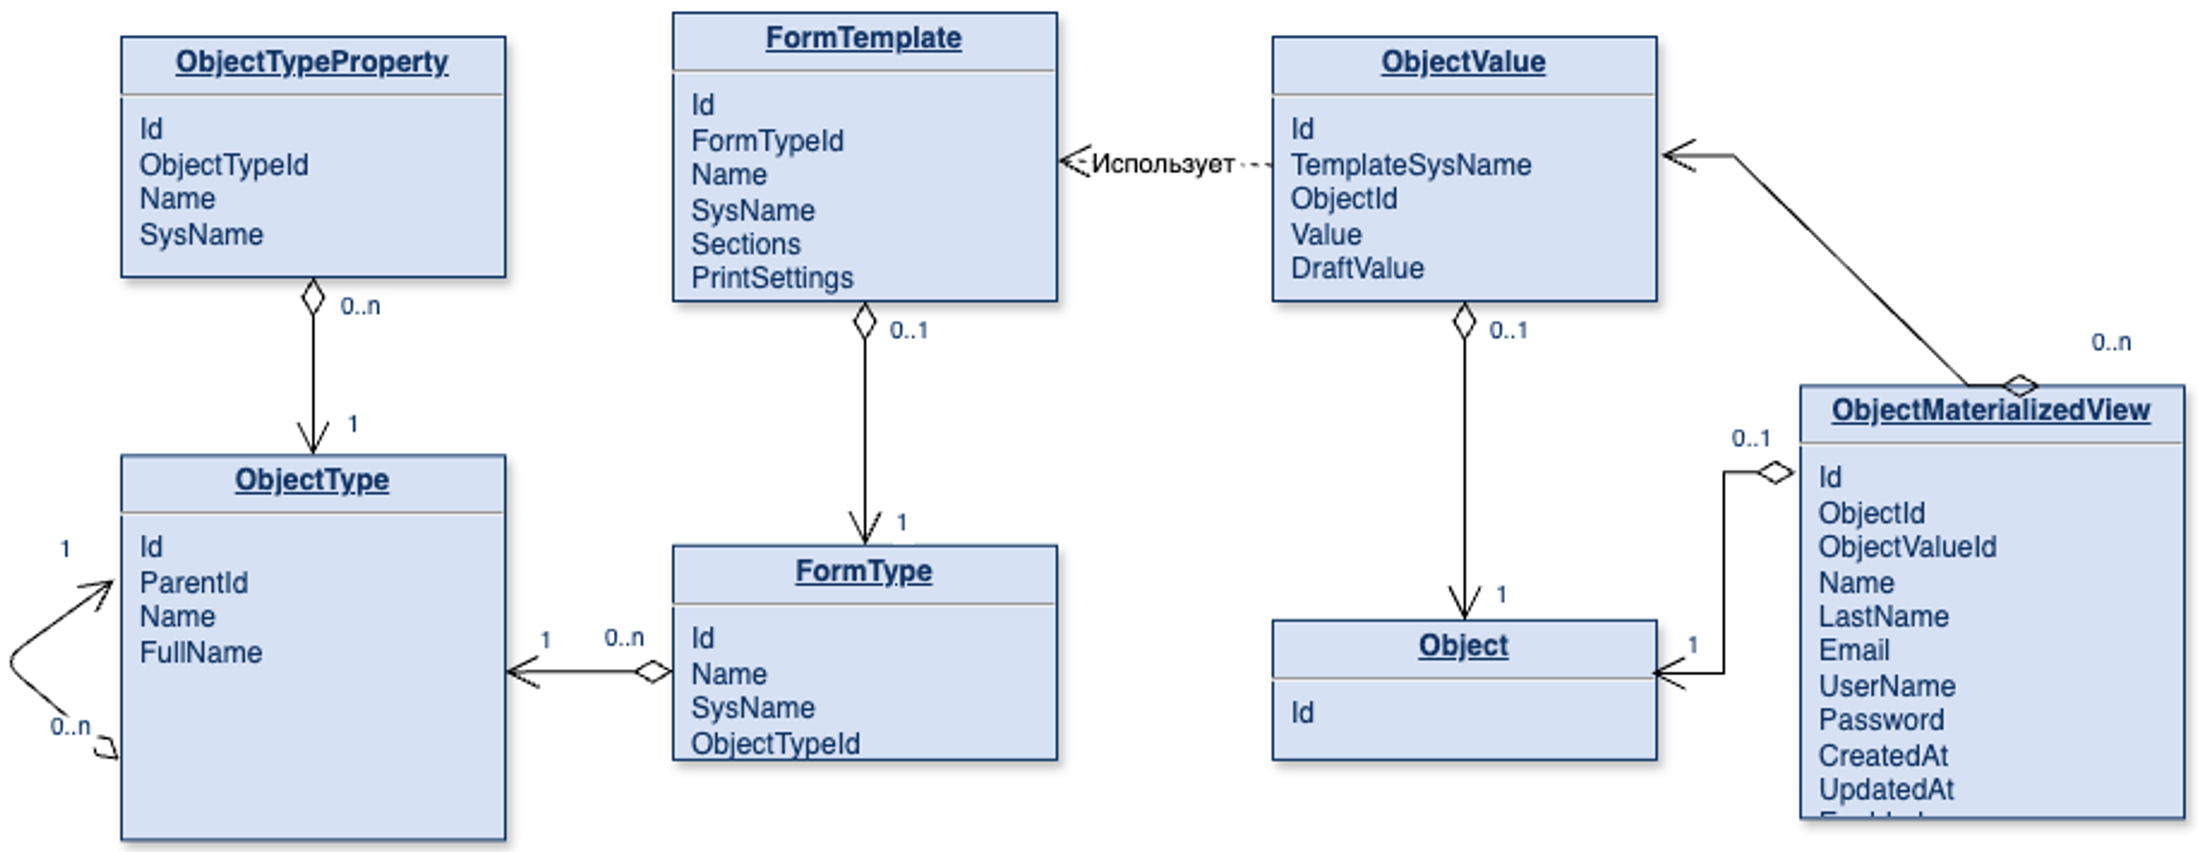 ObjectTypeProperty
Id
ObjectTypeId
Name
SysName
0..n
1
ObjectType
Id
ParentId
Name
FullName
1
0..n
FormTemplate
Id
FormTypeId
Name
SysName
Sections
PrintSettings
0..1
1
FormType
Id
Name
SysName
ObjectTypeId
0..n
1
Использует
ObjectValue
Id
TemplateSysName
ObjectId
Value
DraftValue
0..1
1
Object
Id
0..n
0..1
1
ObjectMaterializedView
Id
ObjectId
ObjectValueId
Name
LastName
Email
UserName
Password
CreatedAt
UpdatedAt